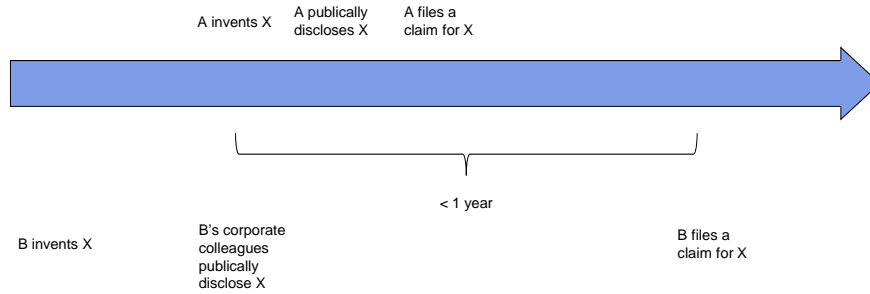 A invents X
A publically
discloses X
A files a
claim for X
< 1 year
B invents X
B's corporate
colleagues
publically
disclose X
B files a
claim for X